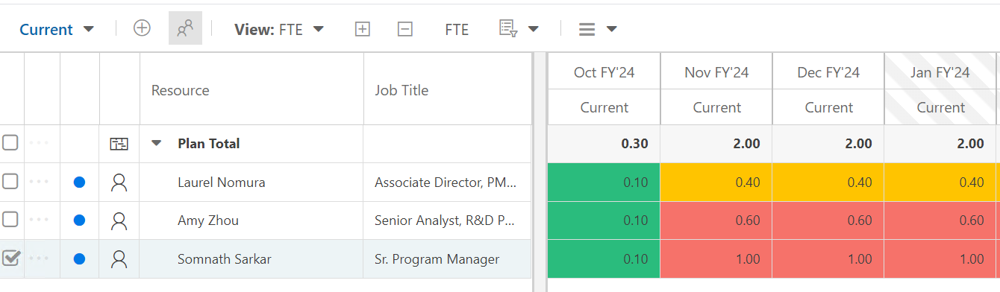 Current View: FTE FTE
Resource Job Title Oct FY'24 Nov FY'24 Dec FY'24 Jan FY'24
Current Current Current Current
Plan Total 0.30 2.00 2.00 2.00
Laurel Nomura Associate Director, PM... 0.10 0.40 0.40 0.40
Amy Zhou Senior Analyst, R&D P... 0.10 0.60 0.60 0.60
Somnath Sarkar Sr. Program Manager 0.10 1.00 1.00 1.00